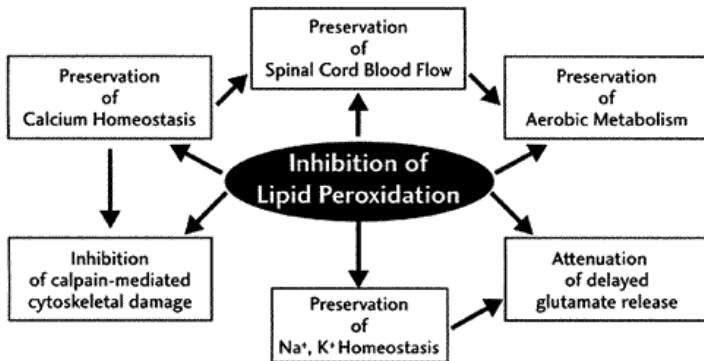 Preservation
of
Spinal Cord Blood Flow
Preservation
of
Calcium Homeostasis
Preservation
of
Aerobic Metabolism
Inhibition of
Lipid Peroxidation
Inhibition
of calpain-mediated
cytoskeletal damage
Attenuation
of delayed
glutamate release
Preservation
of
Na⁺, K⁺ Homeostasis